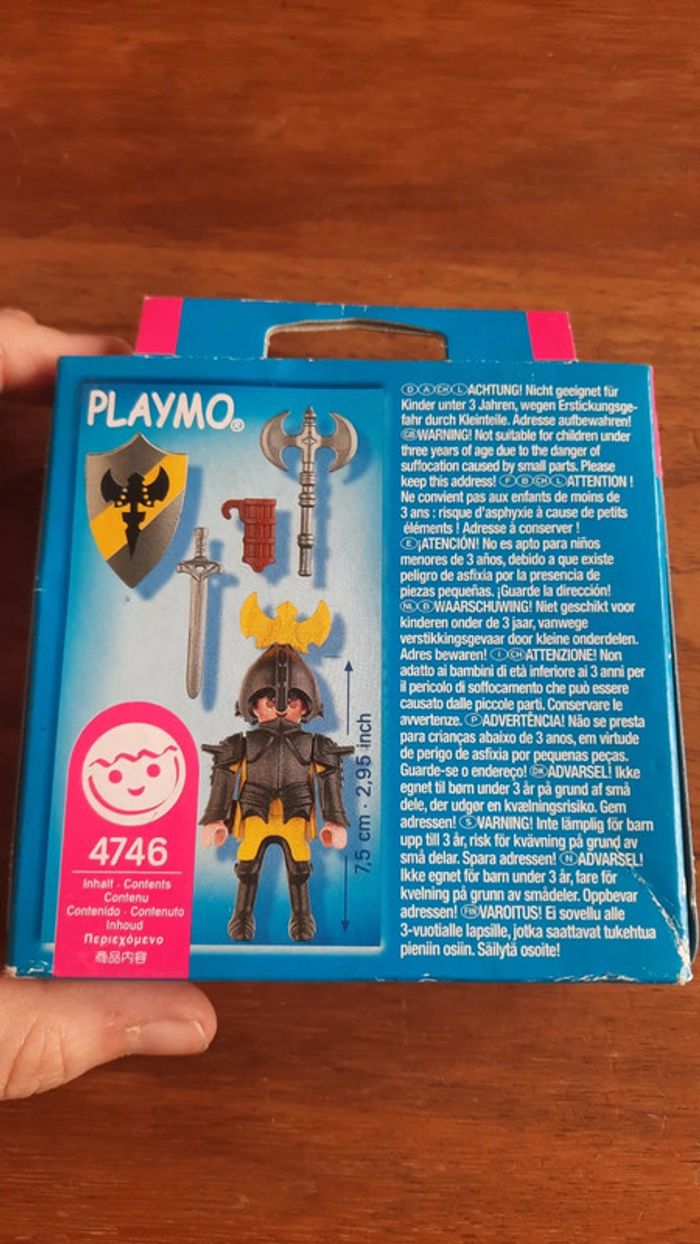 PLAYMO®
7,5 cm · 2,95 inch
4746
Inhalt · Contents
Contenu
Contenido · Contenuto
Inhoud
Περιεχόμενο
商品内容
D A CH L ACHTUNG! Nicht geeignet für
Kinder unter 3 Jahren, wegen Erstickungsge-
fahr durch Kleinteile. Adresse aufbewahren!
GB WARNING! Not suitable for children under
three years of age due to the danger of
suffocation caused by small parts. Please
keep this address! F B CH L ATTENTION !
Ne convient pas aux enfants de moins de
3 ans : risque d'asphyxie à cause de petits
éléments ! Adresse à conserver !
E ¡ATENCIÓN! No es apto para niños
menores de 3 años, debido a que existe
peligro de asfixia por la presencia de
piezas pequeñas. ¡Guarde la dirección!
NL B WAARSCHUWING! Niet geschikt voor
kinderen onder de 3 jaar, vanwege
verstikkingsgevaar door kleine onderdelen.
Adres bewaren! I CH ATTENZIONE! Non
adatto ai bambini di età inferiore ai 3 anni per
il pericolo di soffocamento che può essere
causato dalle piccole parti. Conservare le
avvertenze. P ADVERTÊNCIA! Não se presta
para crianças abaixo de 3 anos, em virtude
de perigo de asfixia por pequenas peças.
Guarde-se o endereço! DK ADVARSEL! Ikke
egnet til børn under 3 år på grund af små
dele, der udgør en kvælningsrisiko. Gem
adressen! S VARNING! Inte lämplig för barn
upp till 3 år, risk för kvävning på grund av
små delar. Spara adressen! N ADVARSEL!
Ikke egnet for barn under 3 år, fare for
kvelning på grunn av smådeler. Oppbevar
adressen! FIN VAROITUS! Ei sovellu alle
3-vuotialle lapsille, jotka saattavat tukehtua
pieniin osiin. Säilytä osoite!